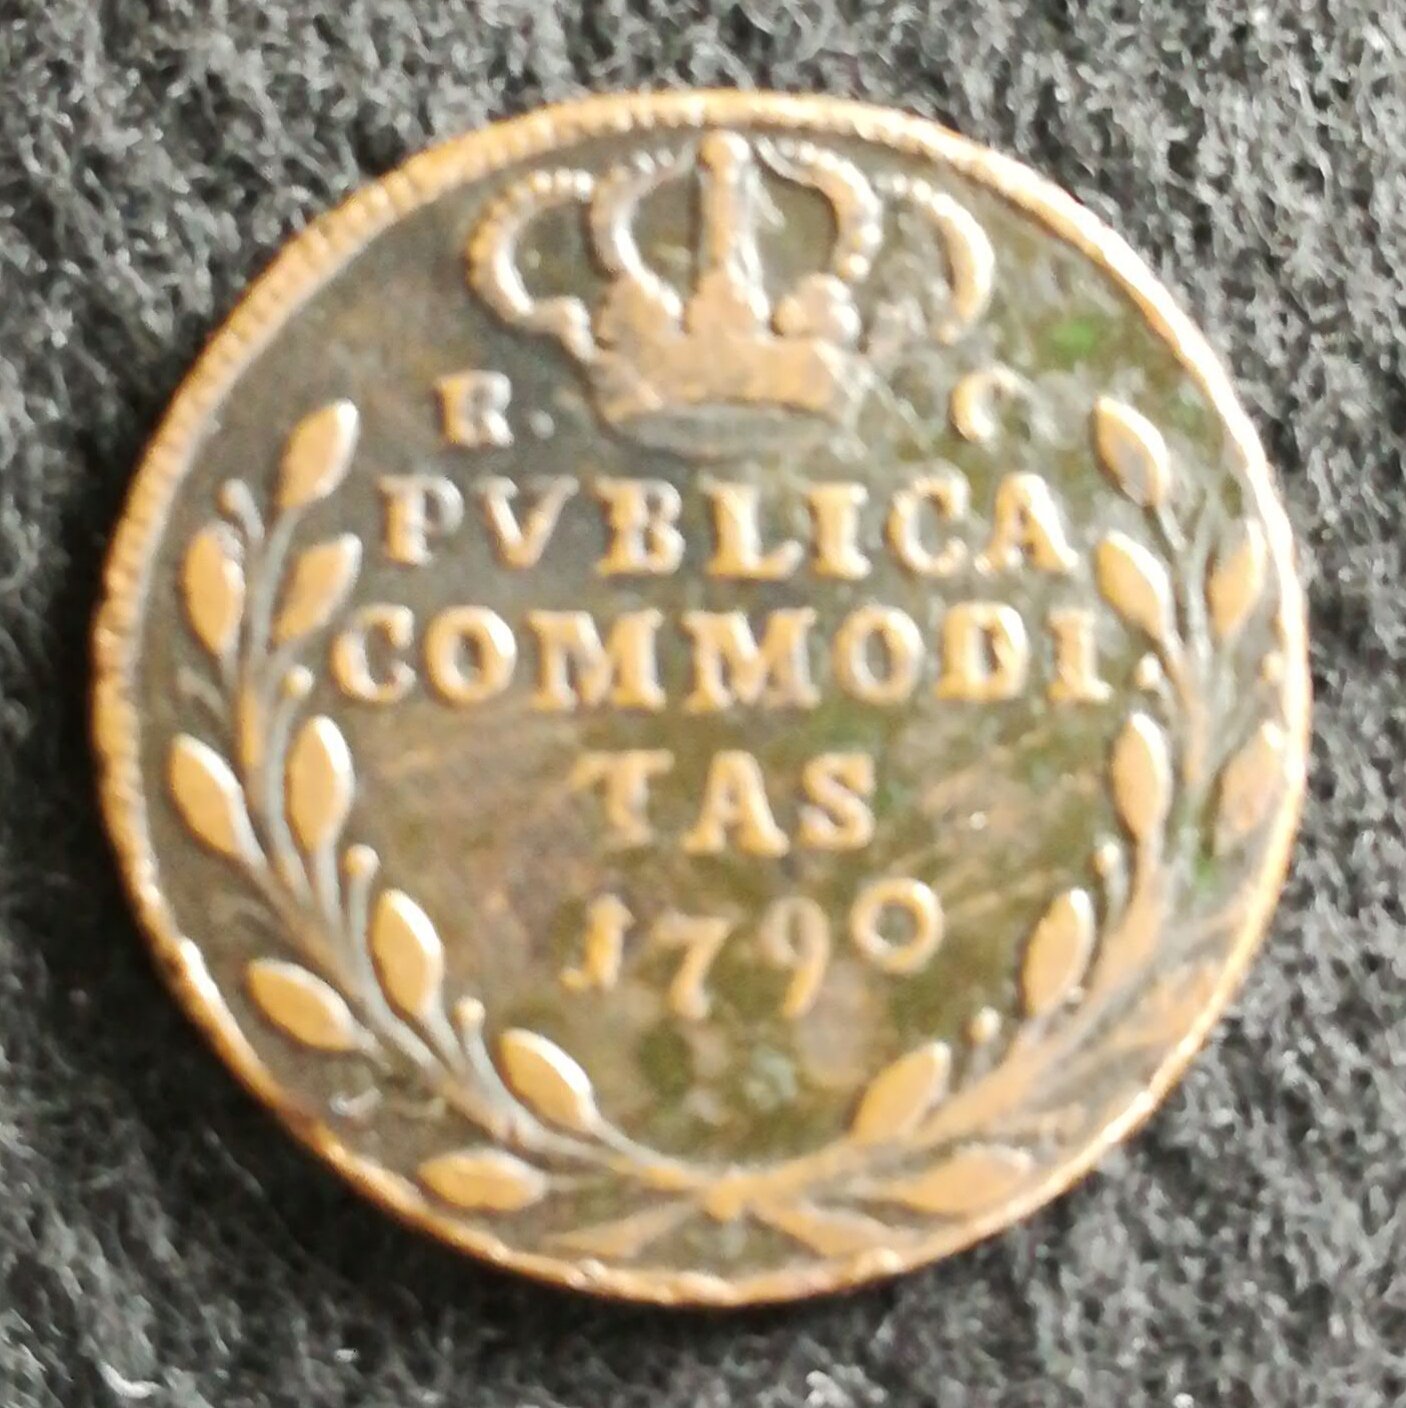 R. C
PVBLICA
COMMODI
TAS
1790